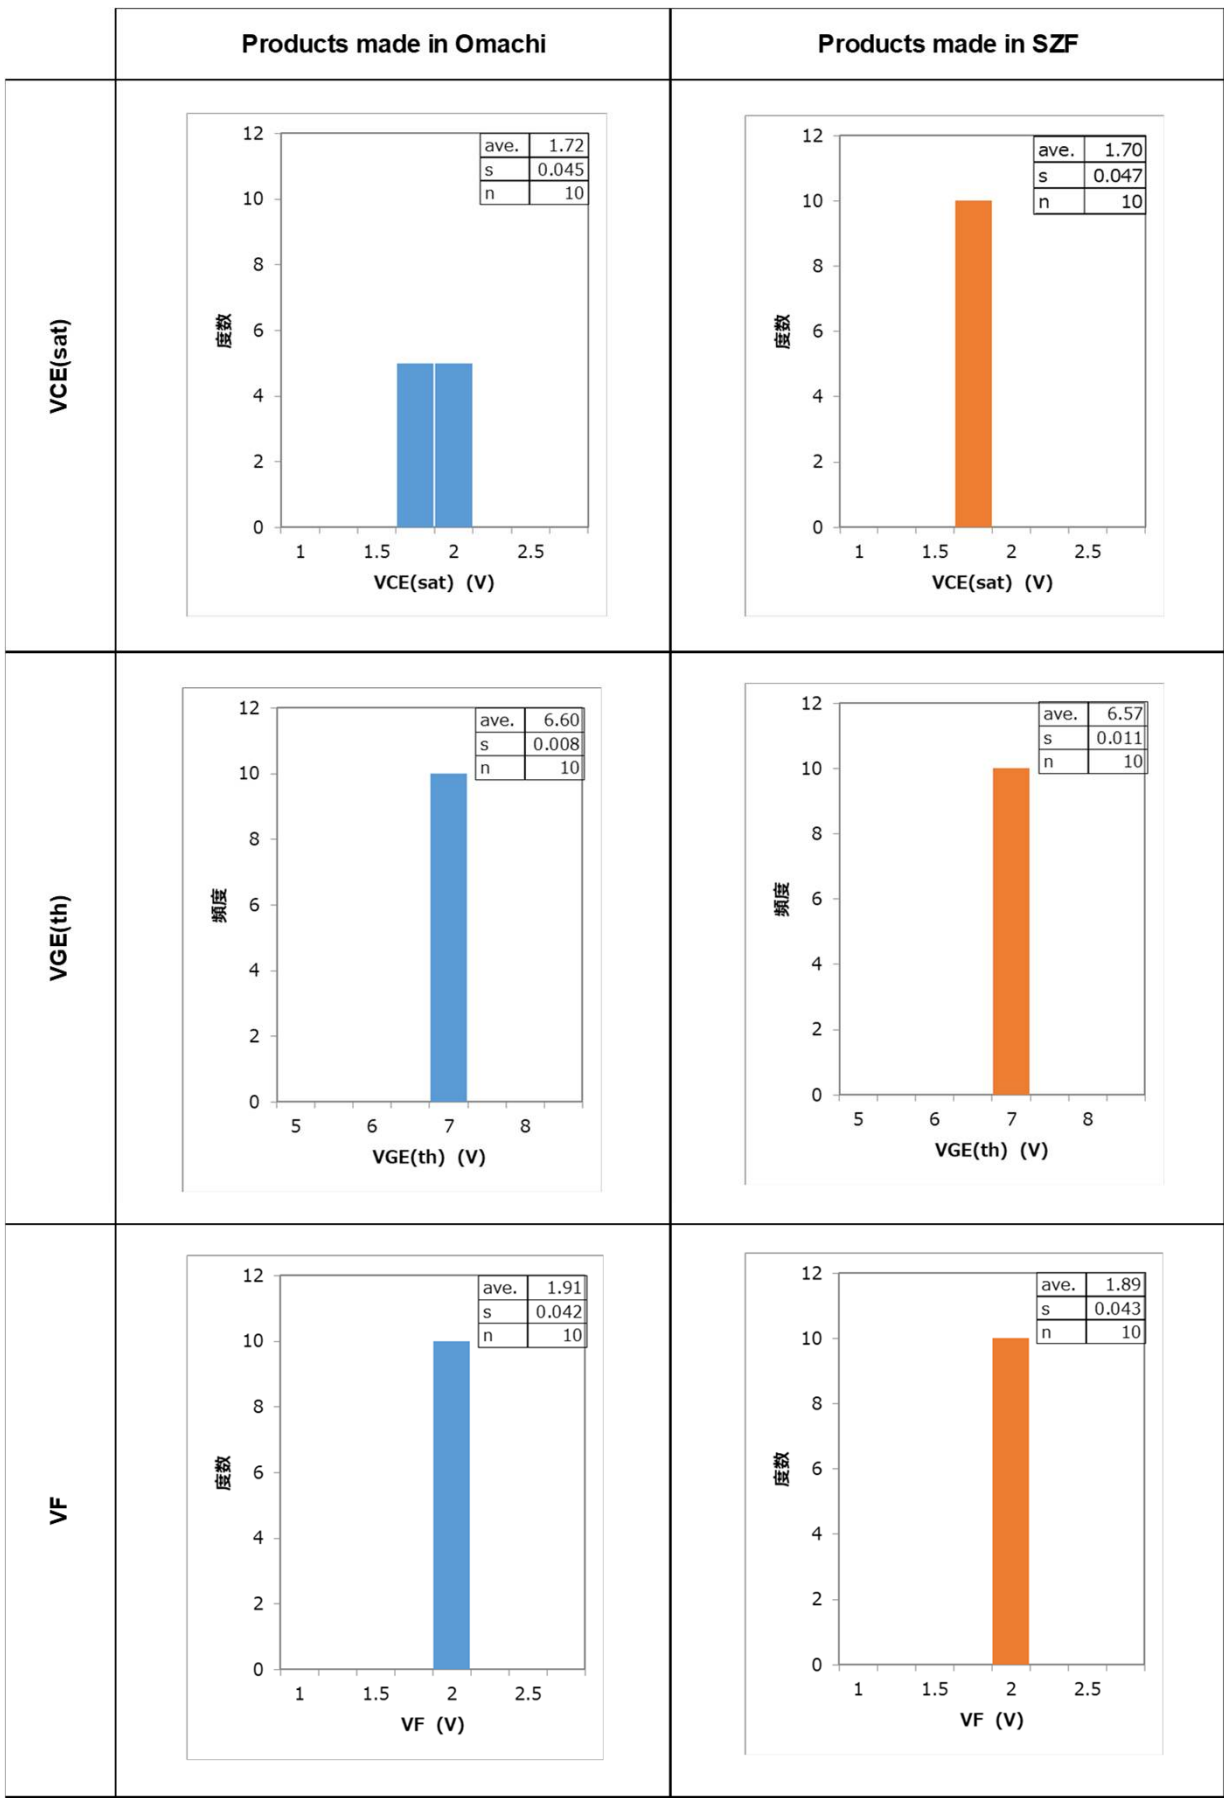 Products made in Omachi
Products made in SZF
VCE(sat)
12
10
8
6
4
2
0
度数
ave. 1.72
s 0.045
n 10
1 1.5 2 2.5
VCE(sat) (V)
12
10
8
6
4
2
0
度数
ave. 1.70
s 0.047
n 10
1 1.5 2 2.5
VCE(sat) (V)
VGE(th)
12
10
8
6
4
2
0
頻度
ave. 6.60
s 0.008
n 10
5 6 7 8
VGE(th) (V)
12
10
8
6
4
2
0
頻度
ave. 6.57
s 0.011
n 10
5 6 7 8
VGE(th) (V)
VF
12
10
8
6
4
2
0
度数
ave. 1.91
s 0.042
n 10
1 1.5 2 2.5
VF (V)
12
10
8
6
4
2
0
度数
ave. 1.89
s 0.043
n 10
1 1.5 2 2.5
VF (V)